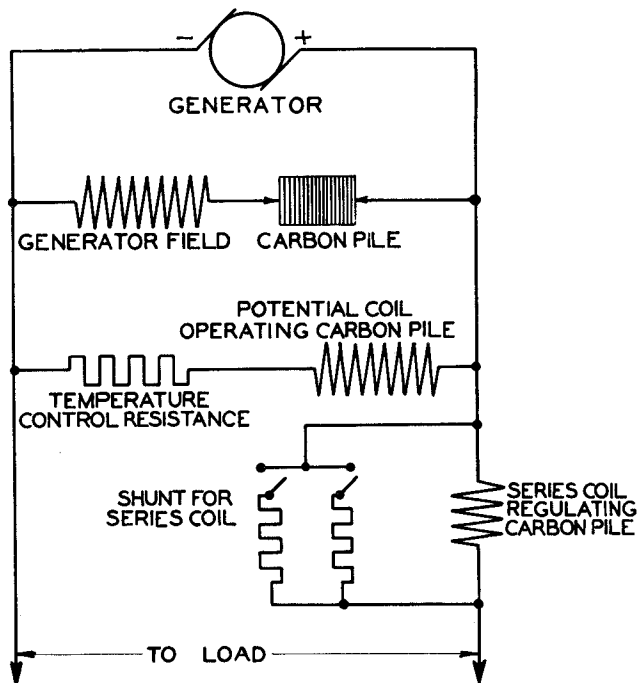 − +
GENERATOR
GENERATOR FIELD
CARBON PILE
POTENTIAL COIL
OPERATING CARBON PILE
TEMPERATURE
CONTROL RESISTANCE
SHUNT FOR
SERIES COIL
SERIES COIL
REGULATING
CARBON PILE
TO LOAD